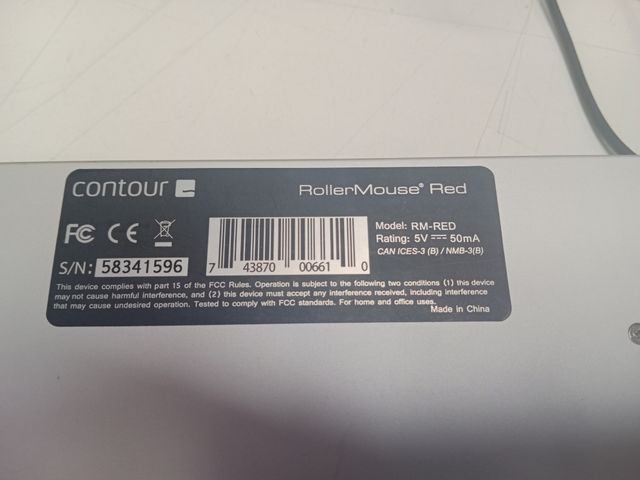 contour
RollerMouse® Red
FC CE
S/N: 58341596
7 43870 00661 0
Model: RM-RED
Rating: 5V ⎓ 50mA
CAN ICES-3 (B) / NMB-3(B)
This device complies with part 15 of the FCC Rules. Operation is subject to the following two conditions (1) this device
may not cause harmful interference, and (2) this device must accept any interference received, including interference
that may cause undesired operation. Tested to comply with FCC standards. For home and office uses.
Made in China